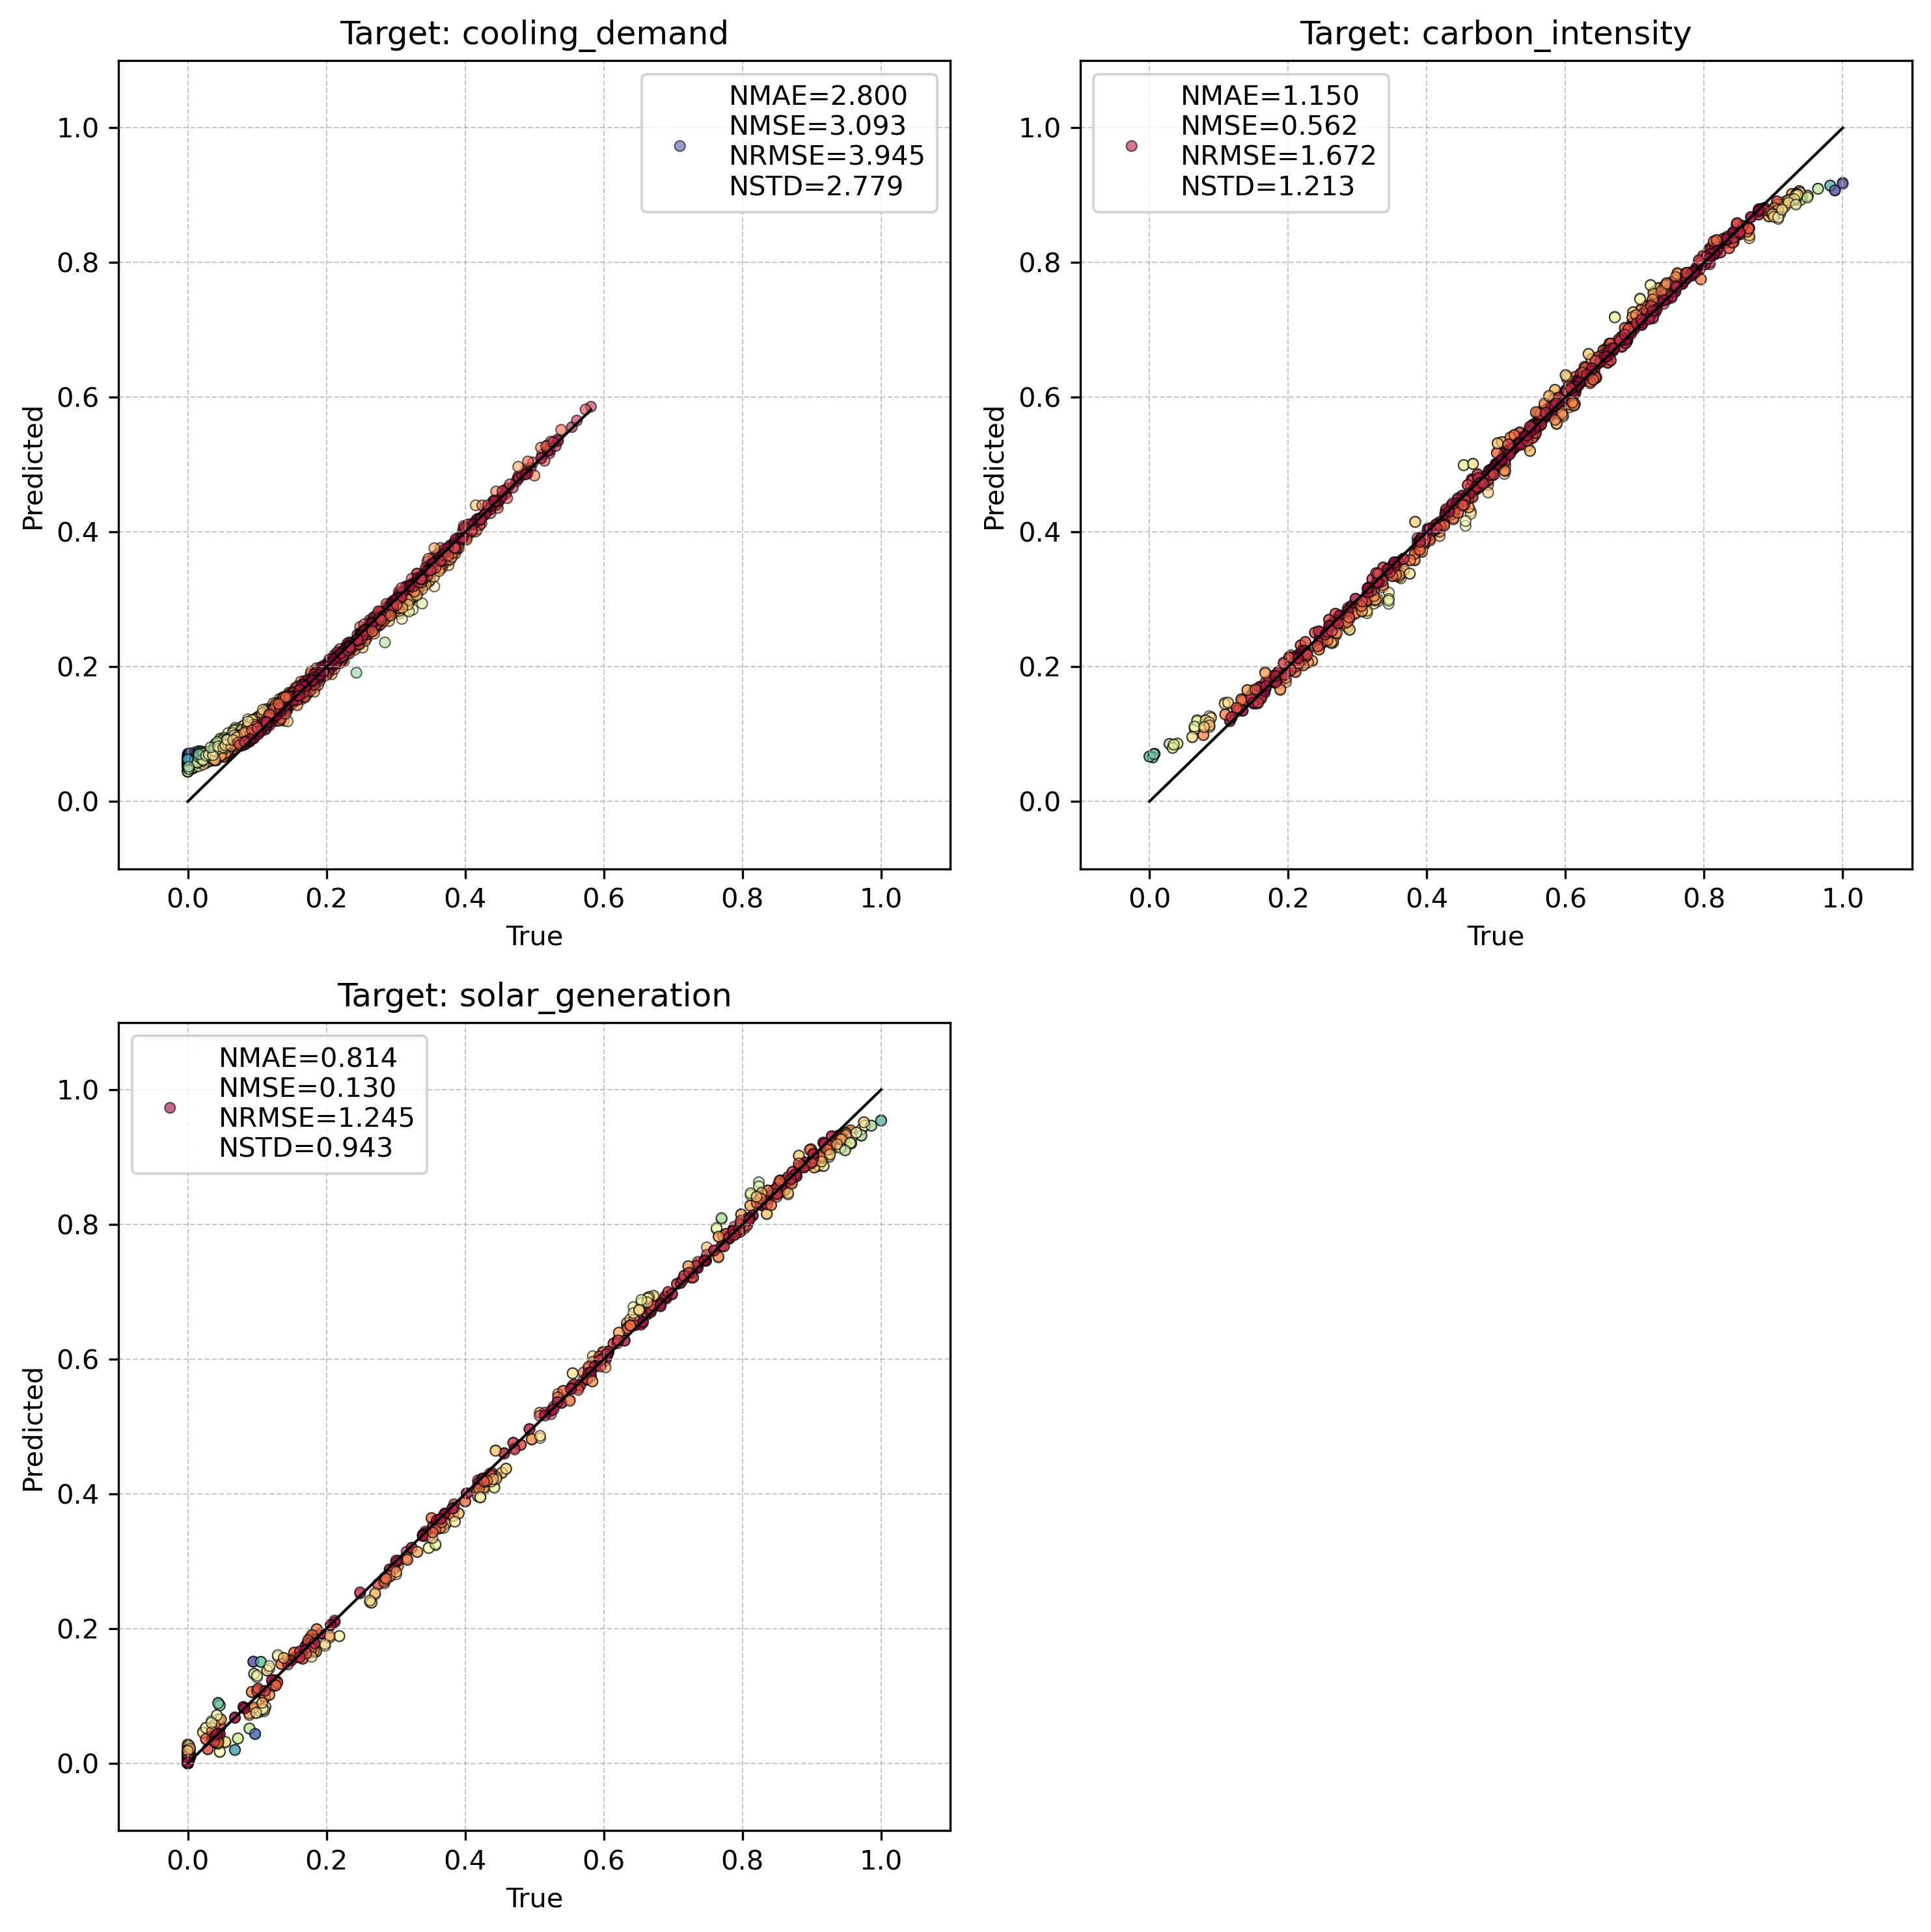 Target: cooling_demand
NMAE=2.800
NMSE=3.093
NRMSE=3.945
NSTD=2.779
1.0
0.8
0.6
0.4
0.2
0.0
Predicted
0.0 0.2 0.4 0.6 0.8 1.0
True
Target: carbon_intensity
NMAE=1.150
NMSE=0.562
NRMSE=1.672
NSTD=1.213
1.0
0.8
0.6
0.4
0.2
0.0
Predicted
0.0 0.2 0.4 0.6 0.8 1.0
True
Target: solar_generation
NMAE=0.814
NMSE=0.130
NRMSE=1.245
NSTD=0.943
1.0
0.8
0.6
0.4
0.2
0.0
Predicted
0.0 0.2 0.4 0.6 0.8 1.0
True